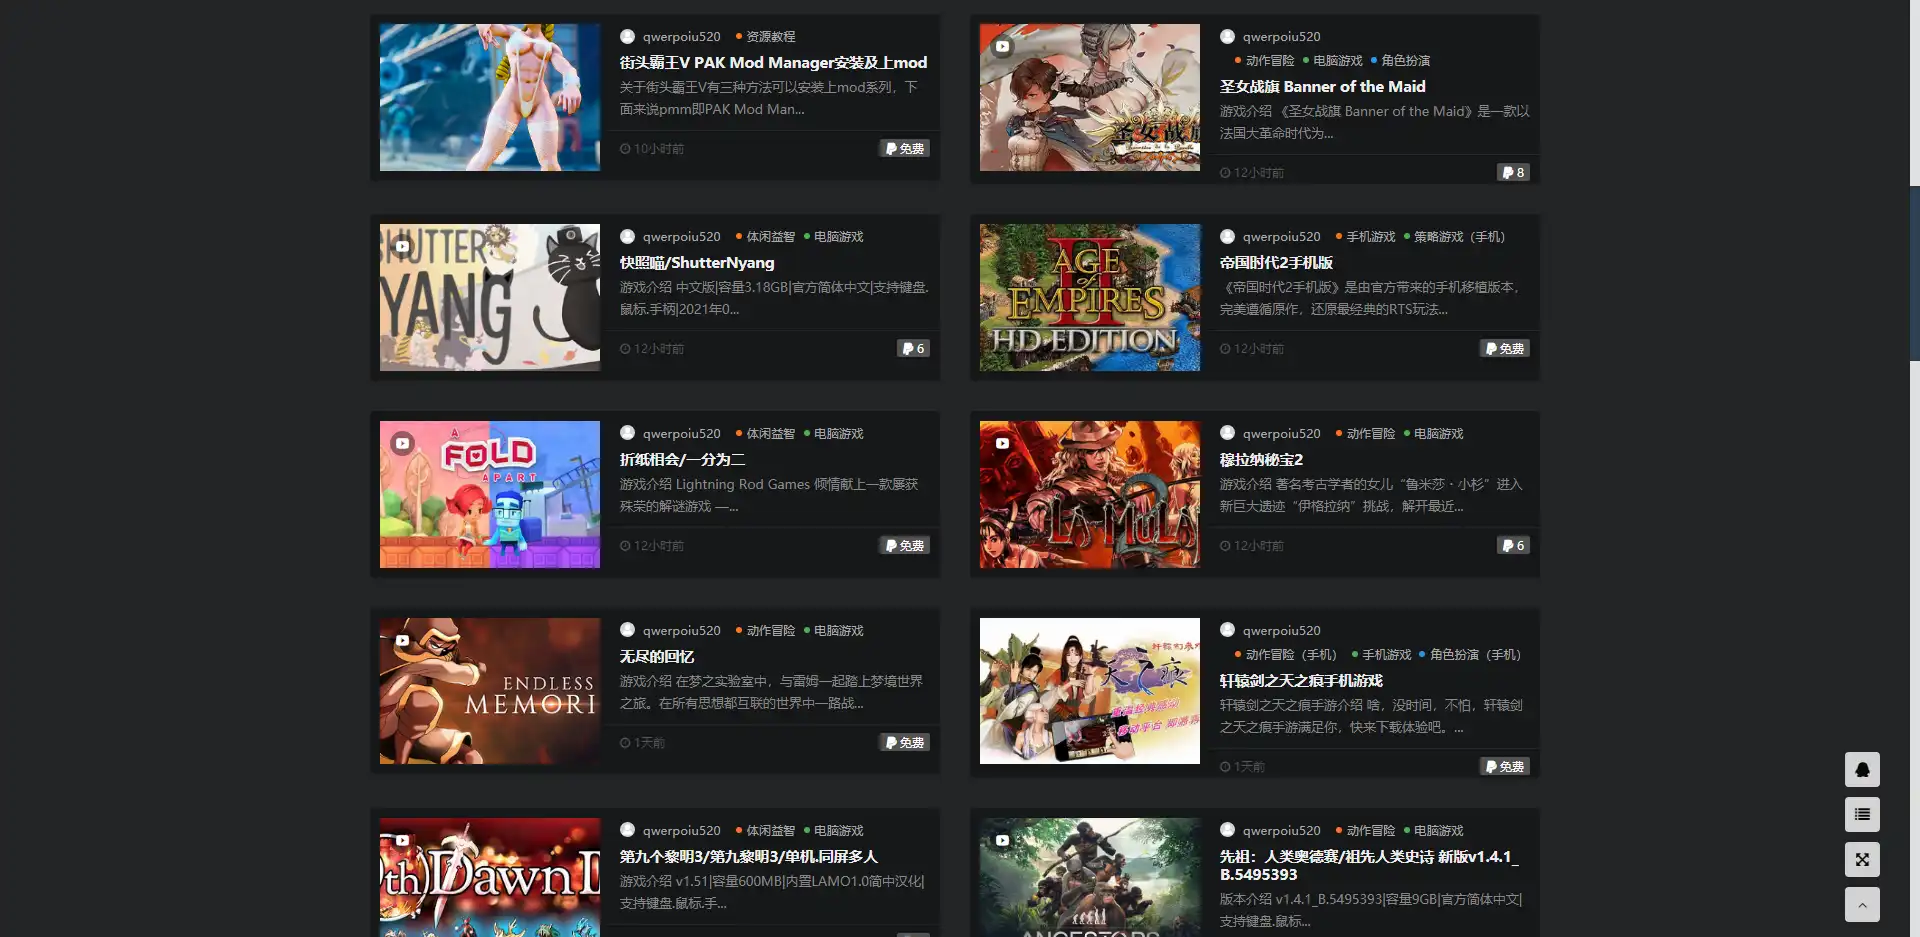 qwerpoiu520 资源教程
街头霸王V PAK Mod Manager安装及上mod
关于街头霸王V有三种方法可以安装上mod系列，下
面来说pmm即PAK Mod Man...
10小时前 免费
qwerpoiu520
动作冒险 电脑游戏 角色扮演
圣女战旗 Banner of the Maid
游戏介绍 《圣女战旗 Banner of the Maid》是一款以
法国大革命时代为...
12小时前 8
圣女战旗
SHUTTER
NYANG
qwerpoiu520 体闲益智 电脑游戏
快照喵/ShutterNyang
游戏介绍 中文版|容量3.18GB|官方简体中文|支持键盘.
鼠标.手柄|2021年0...
12小时前 6
AGE
of
EMPIRES
II
HD EDITION
qwerpoiu520 手机游戏 策略游戏（手机）
帝国时代2手机版
《帝国时代2手机版》是由官方带来的手机移植版本，
完美遵循原作，还原最经典的RTS玩法...
12小时前 免费
A
FOLD
APART
qwerpoiu520 体闲益智 电脑游戏
折纸相会/一分为二
游戏介绍 Lightning Rod Games 倾情献上一款屡获
殊荣的解谜游戏 —...
12小时前 免费
LA MULA
2
qwerpoiu520 动作冒险 电脑游戏
穆拉纳秘宝2
游戏介绍 著名考古学者的女儿“鲁米莎·小杉”进入
新巨大遗迹“伊格拉纳”挑战，解开最近...
12小时前 6
ENDLESS
MEMORI
qwerpoiu520 动作冒险 电脑游戏
无尽的回忆
游戏介绍 在梦之实验室中，与雷姆一起踏上梦境世界
之旅。在所有思想都互联的世界中一路战...
1天前 免费
天之痕
qwerpoiu520
动作冒险（手机） 手机游戏 角色扮演（手机）
轩辕剑之天之痕手机游戏
轩辕剑之天之痕手游介绍 啥，没时间，不怕，轩辕剑
之天之痕手游满足你，快来下载体验吧。...
1天前 免费
th Dawn
qwerpoiu520 体闲益智 电脑游戏
第九个黎明3/第九黎明3/单机.同屏多人
游戏介绍 v1.51|容量600MB|内置LAMO1.0简中汉化|
支持键盘.鼠标.手...
ANCESTORS
qwerpoiu520 动作冒险 电脑游戏
先祖：人类奥德赛/祖先人类史诗 新版v1.4.1_
B.5495393
版本介绍 v1.4.1_B.5495393|容量9GB|官方简体中文|
支持键盘.鼠标...